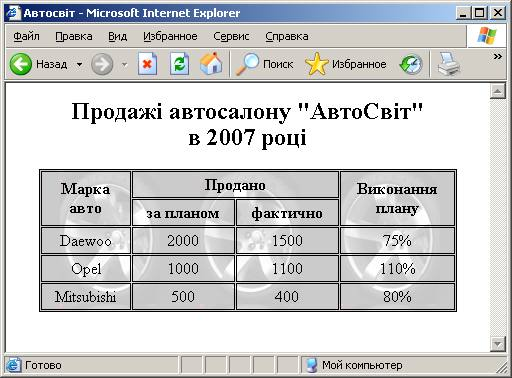 Автосвіт - Microsoft Internet Explorer
Файл Правка Вид Избранное Сервис Справка
Назад Поиск Избранное »
Продажі автосалону "АвтоСвіт"
в 2007 році
Марка авто Продано Виконання плану
за планом фактично
Daewoo 2000 1500 75%
Opel 1000 1100 110%
Mitsubishi 500 400 80%
Готово Мой компьютер